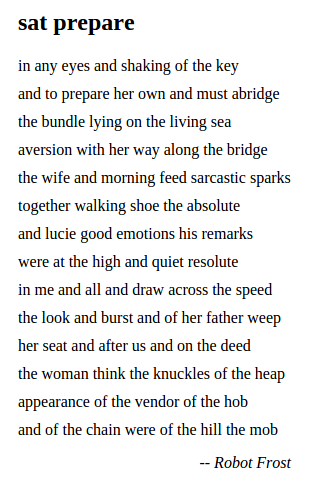 sat prepare
in any eyes and shaking of the key
and to prepare her own and must abridge
the bundle lying on the living sea
aversion with her way along the bridge
the wife and morning feed sarcastic sparks
together walking shoe the absolute
and lucie good emotions his remarks
were at the high and quiet resolute
in me and all and draw across the speed
the look and burst and of her father weep
her seat and after us and on the deed
the woman think the knuckles of the heap
appearance of the vendor of the hob
and of the chain were of the hill the mob
-- Robot Frost